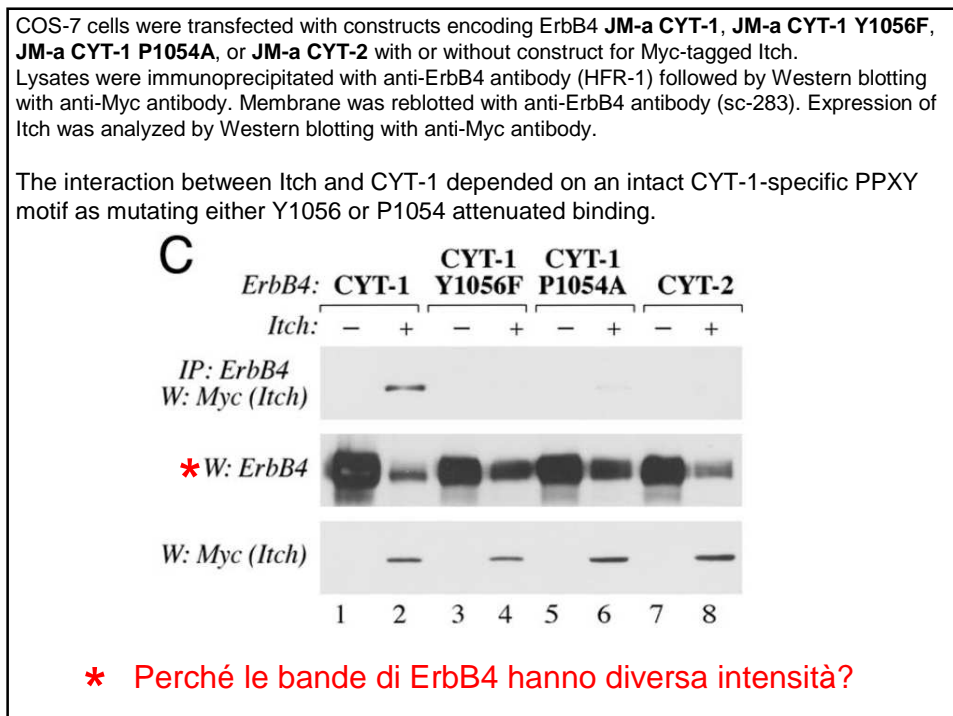 COS-7 cells were transfected with constructs encoding ErbB4 JM-a CYT-1, JM-a CYT-1 Y1056F,
JM-a CYT-1 P1054A, or JM-a CYT-2 with or without construct for Myc-tagged Itch.
Lysates were immunoprecipitated with anti-ErbB4 antibody (HFR-1) followed by Western blotting
with anti-Myc antibody. Membrane was reblotted with anti-ErbB4 antibody (sc-283). Expression of
Itch was analyzed by Western blotting with anti-Myc antibody.
The interaction between Itch and CYT-1 depended on an intact CYT-1-specific PPXY
motif as mutating either Y1056 or P1054 attenuated binding.
C
CYT-1 CYT-1
ErbB4: CYT-1 Y1056F P1054A CYT-2
Itch: − + − + − + − +
IP: ErbB4
W: Myc (Itch)
* W: ErbB4
W: Myc (Itch)
1 2 3 4 5 6 7 8
* Perché le bande di ErbB4 hanno diversa intensità?